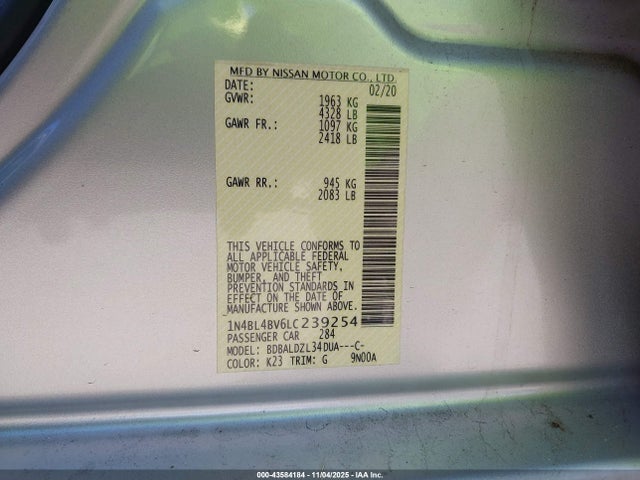 MFD BY NISSAN MOTOR CO., LTD.
DATE: 02/20
GVWR: 1963 KG
4328 LB
GAWR FR.: 1097 KG
2418 LB
GAWR RR.: 945 KG
2083 LB
THIS VEHICLE CONFORMS TO
ALL APPLICABLE FEDERAL
MOTOR VEHICLE SAFETY,
BUMPER, AND THEFT
PREVENTION STANDARDS IN
EFFECT ON THE DATE OF
MANUFACTURE SHOWN ABOVE.
1N4BL4BV6LC239254
PASSENGER CAR 284
MODEL: BDBALDZL34DUA---C-
COLOR: K23 TRIM: G 9N00A
000-43584184 - 11/04/2025 - IAA Inc.